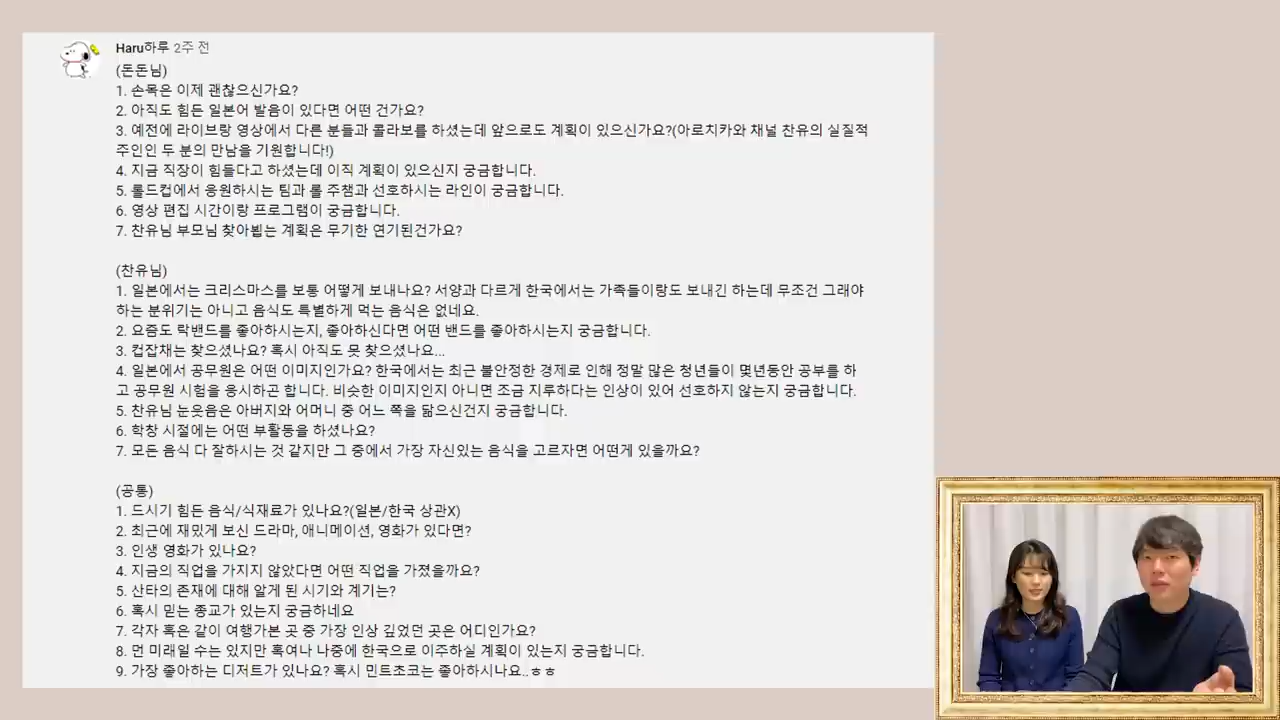 Haru하루 2주 전
(돈돈님)
1. 손목은 이제 괜찮으신가요?
2. 아직도 힘든 일본어 발음이 있다면 어떤 건가요?
3. 예전에 라이브랑 영상에서 다른 분들과 콜라보를 하셨는데 앞으로도 계획이 있으신가요?(아로치카와 채널 찬유의 실질적
주인인 두 분의 만남을 기원합니다!)
4. 지금 직장이 힘들다고 하셨는데 이직 계획이 있으신지 궁금합니다.
5. 롤드컵에서 응원하시는 팀과 롤 주챔과 선호하시는 라인이 궁금합니다.
6. 영상 편집 시간이랑 프로그램이 궁금합니다.
7. 찬유님 부모님 찾아뵙는 계획은 무기한 연기된건가요?
(찬유님)
1. 일본에서는 크리스마스를 보통 어떻게 보내나요? 서양과 다르게 한국에서는 가족들이랑도 보내긴 하는데 무조건 그래야
하는 분위기는 아니고 음식도 특별하게 먹는 음식은 없네요.
2. 요즘도 락밴드를 좋아하시는지, 좋아하신다면 어떤 밴드를 좋아하시는지 궁금합니다.
3. 컵잡채는 찾으셨나요? 혹시 아직도 못 찾으셨나요...
4. 일본에서 공무원은 어떤 이미지인가요? 한국에서는 최근 불안정한 경제로 인해 정말 많은 청년들이 몇년동안 공부를 하
고 공무원 시험을 응시하곤 합니다. 비슷한 이미지인지 아니면 조금 지루하다는 인상이 있어 선호하지 않는지 궁금합니다.
5. 찬유님 눈웃음은 아버지와 어머니 중 어느 쪽을 닮으신건지 궁금합니다.
6. 학창 시절에는 어떤 부활동을 하셨나요?
7. 모든 음식 다 잘하시는 것 같지만 그 중에서 가장 자신있는 음식을 고르자면 어떤게 있을까요?
(공통)
1. 드시기 힘든 음식/식재료가 있나요?(일본/한국 상관X)
2. 최근에 재밌게 보신 드라마, 애니메이션, 영화가 있다면?
3. 인생 영화가 있나요?
4. 지금의 직업을 가지지 않았다면 어떤 직업을 가졌을까요?
5. 산타의 존재에 대해 알게 된 시기와 계기는?
6. 혹시 믿는 종교가 있는지 궁금하네요
7. 각자 혹은 같이 여행가본 곳 중 가장 인상 깊었던 곳은 어디인가요?
8. 먼 미래일 수는 있지만 혹여나 나중에 한국으로 이주하실 계획이 있는지 궁금합니다.
9. 가장 좋아하는 디저트가 있나요? 혹시 민트초코는 좋아하시나요..ㅎㅎ